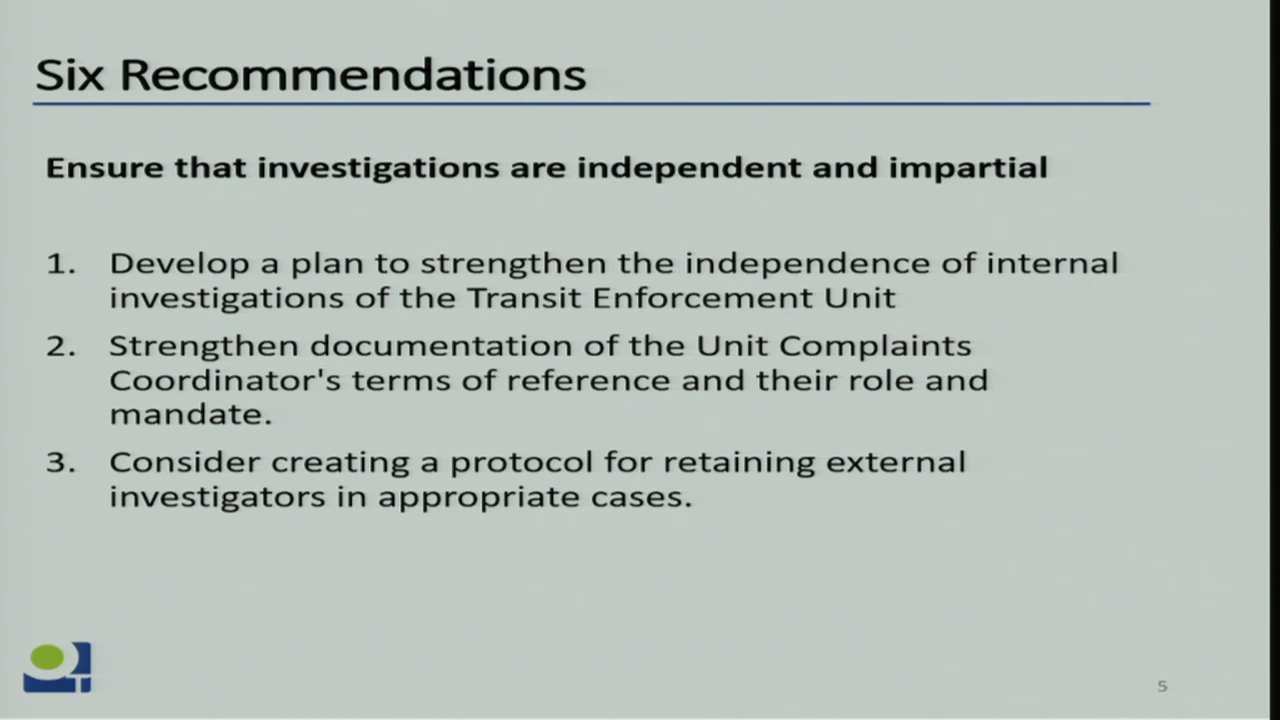 Six Recommendations
Ensure that investigations are independent and impartial
1. Develop a plan to strengthen the independence of internal
investigations of the Transit Enforcement Unit
2. Strengthen documentation of the Unit Complaints
Coordinator's terms of reference and their role and
mandate.
3. Consider creating a protocol for retaining external
investigators in appropriate cases.
5